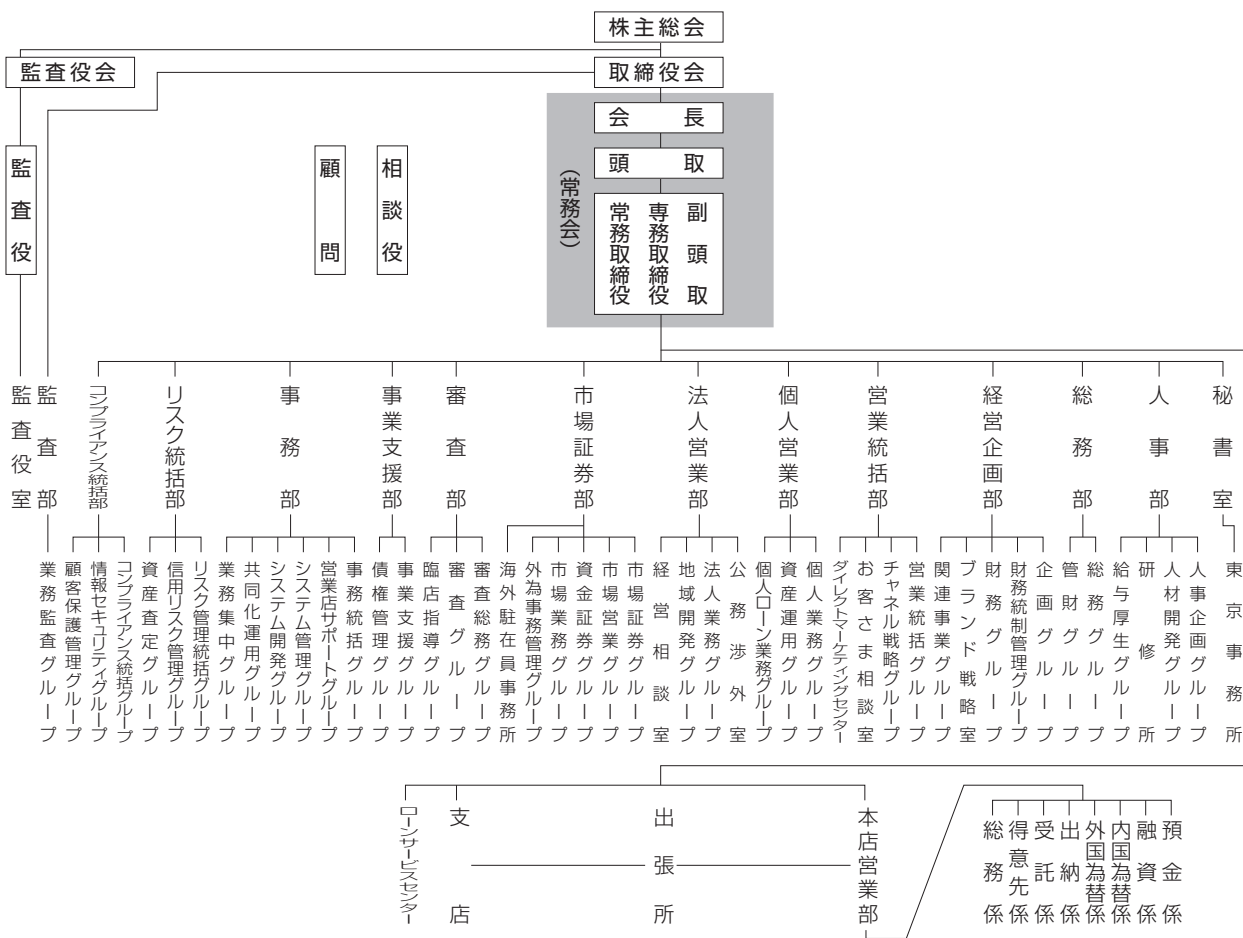 株主総会
監査役会
取締役会
会長
頭取
(常務会)
副頭取
専務取締役
常務取締役
相談役
顧問
監査役
秘書室
人事部
総務部
経営企画部
営業統括部
個人営業部
法人営業部
市場証券部
審査部
事業支援部
事務部
リスク統括部
コンプライアンス統括部
監査部
監査役室
東京事務所
人事企画グループ
人材開発グループ
研修所
給与厚生グループ
総務グループ
管財グループ
企画グループ
財務統制管理グループ
財務グループ
ブランド戦略室
関連事業グループ
営業統括グループ
チャネル戦略グループ
お客さま相談室
ダイレクトマーケティングセンター
個人業務グループ
資産運用グループ
個人ローン業務グループ
公務渉外室
法人業務グループ
地域開発グループ
経営相談室
市場証券グループ
市場営業グループ
資金証券グループ
市場業務グループ
外為事務管理グループ
海外駐在員事務所
審査総務グループ
審査グループ
臨店指導グループ
事業支援グループ
債権管理グループ
事務統括グループ
営業店サポートグループ
システム管理グループ
システム開発グループ
共同化運用グループ
業務集中グループ
リスク管理統括グループ
信用リスク管理グループ
資産査定グループ
コンプライアンス統括グループ
情報セキュリティグループ
顧客保護管理グループ
業務監査グループ
本店営業部
出張所
支店
ローンサービスセンター
預金係
融資係
内国為替係
外国為替係
出納係
受託係
得意先係
総務係